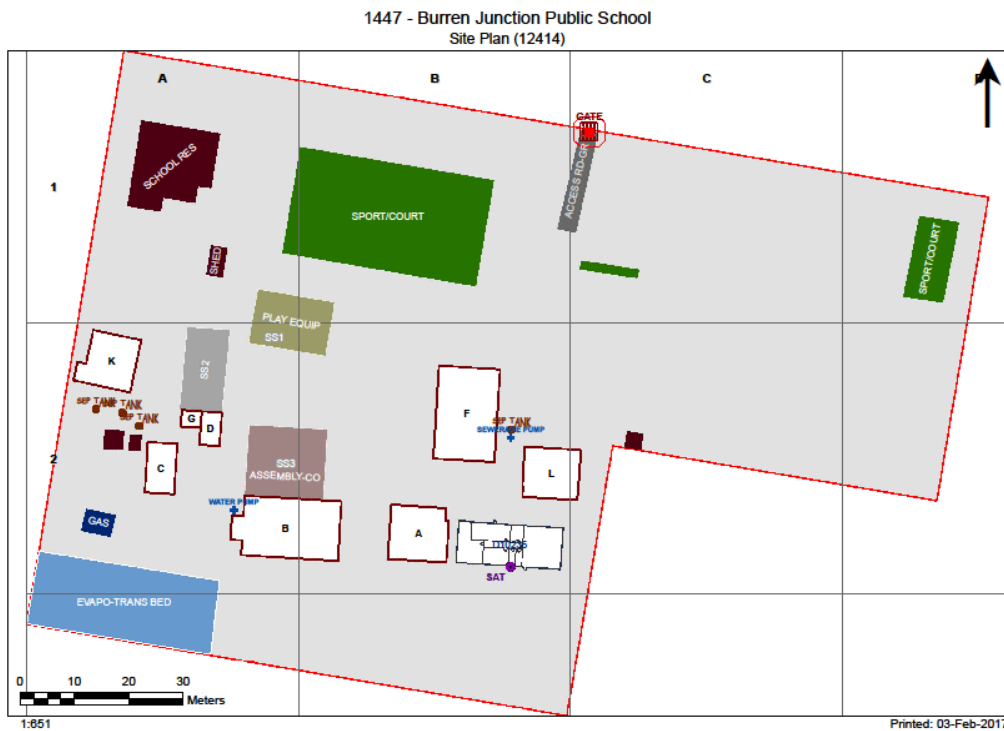 1447 - Burren Junction Public School
Site Plan (12414)
A
B
C
D
GATE
1
SCHOOL RES
SPORT/COURT
ACCESS RD-GR
SPORT/COURT
SHED
PLAY EQUIP
SS1
K
SS2
SEP TANK
SEP TANK
SEP TANK
G
D
F
SEP TANK
SEWERAGE PUMP
2
C
SS3
ASSEMBLY-CO
L
WATER PUMP
GAS
B
A
SAT
EVAPO-TRANS BED
0 10 20 30
Meters
1:651
Printed: 03-Feb-2017